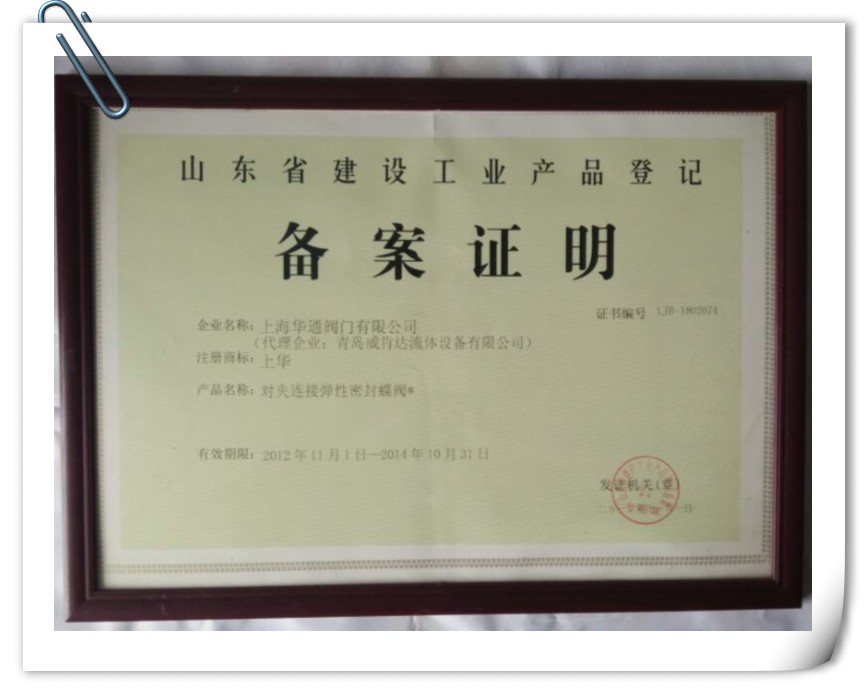 山东省建设工业产品登记
备案证明
证书编号 LJB-1802074
企业名称：上海华通阀门有限公司
（代理企业：青岛威肯达流体设备有限公司）
注册商标：上华
产品名称：对夹连接弹性密封蝶阀*
有效期限：2012年11月1日—2014年10月31日
发证机关(章)